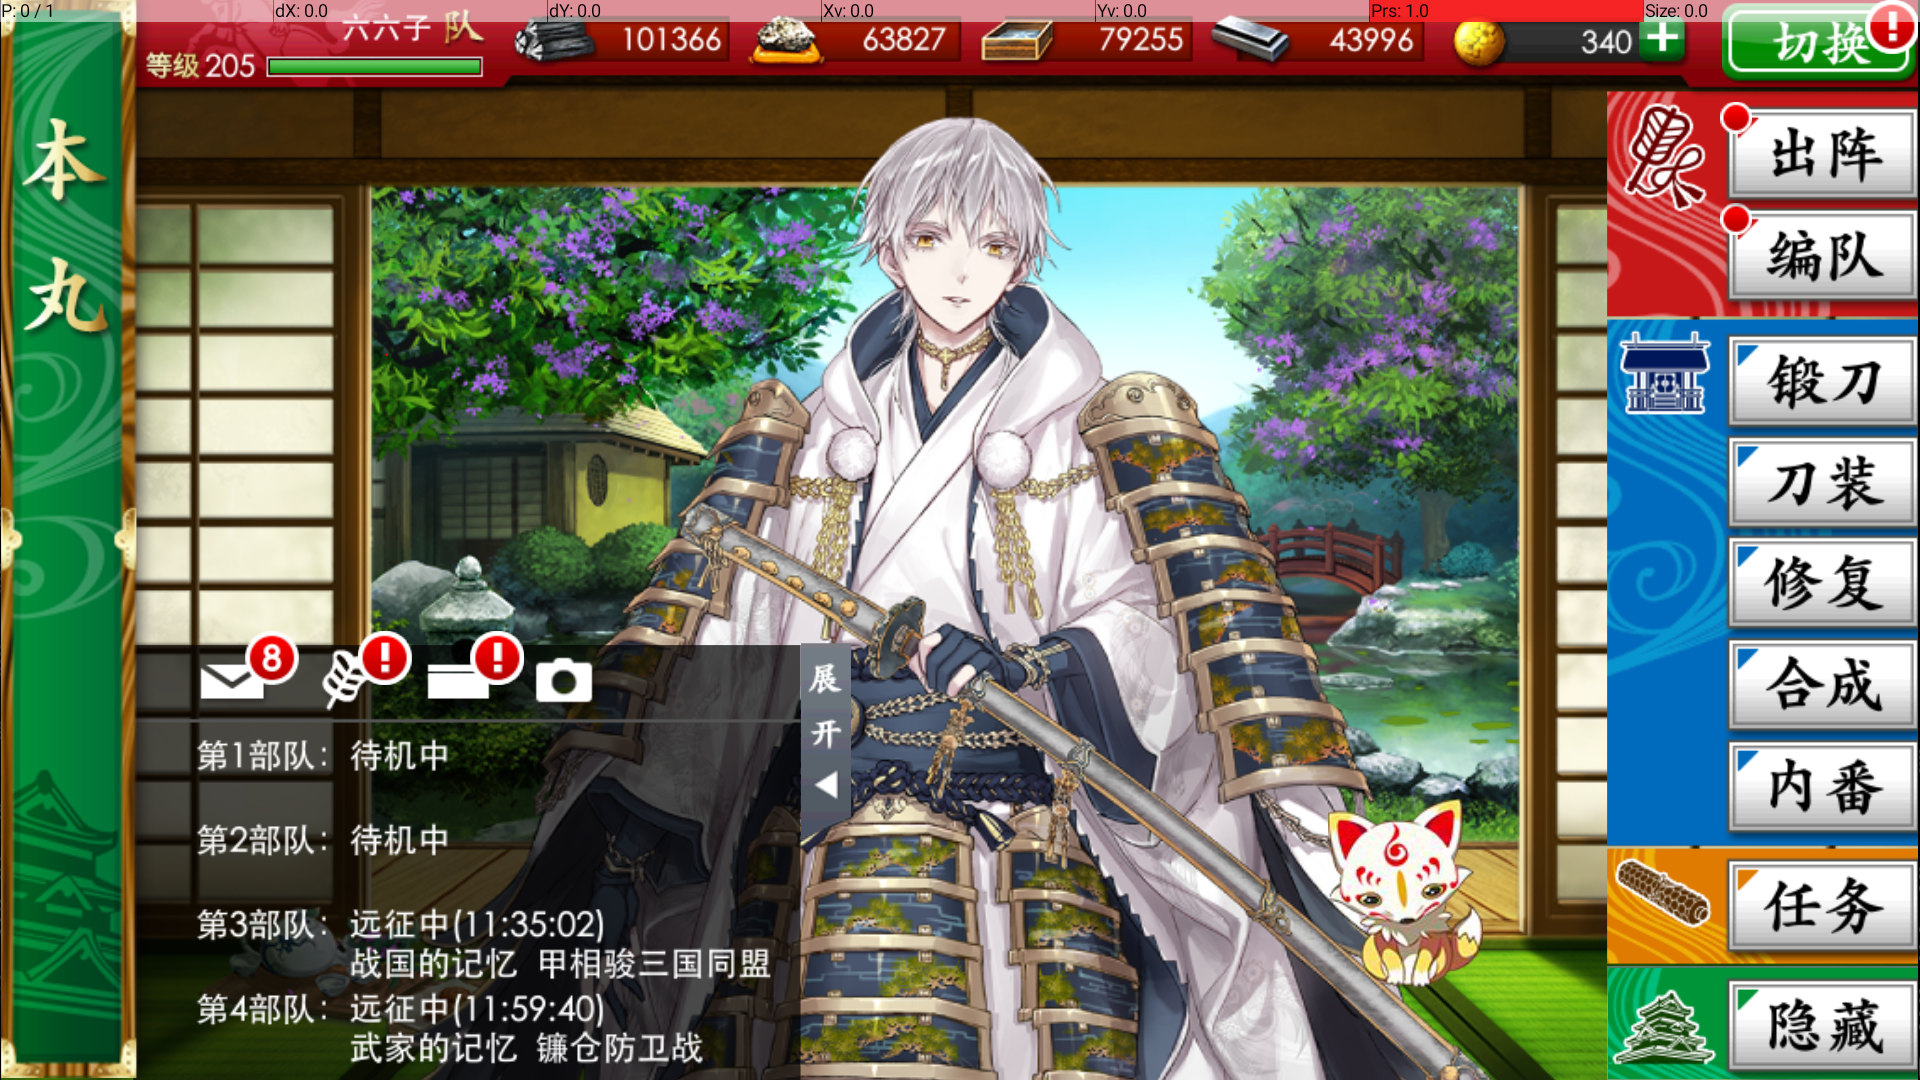 P: 0 / 1 dX: 0.0 dY: 0.0 Xv: 0.0 Yv: 0.0 Prs: 1.0 Size: 0.0
六六子 队
等级 205
101366
63827
79255
43996
340
切换
本丸
出阵
编队
锻刀
刀装
修复
合成
内番
任务
隐藏
8
展开
第1部队： 待机中
第2部队： 待机中
第3部队： 远征中(11:35:02)
战国的记忆 甲相骏三国同盟
第4部队： 远征中(11:59:40)
武家的记忆 镰仓防卫战